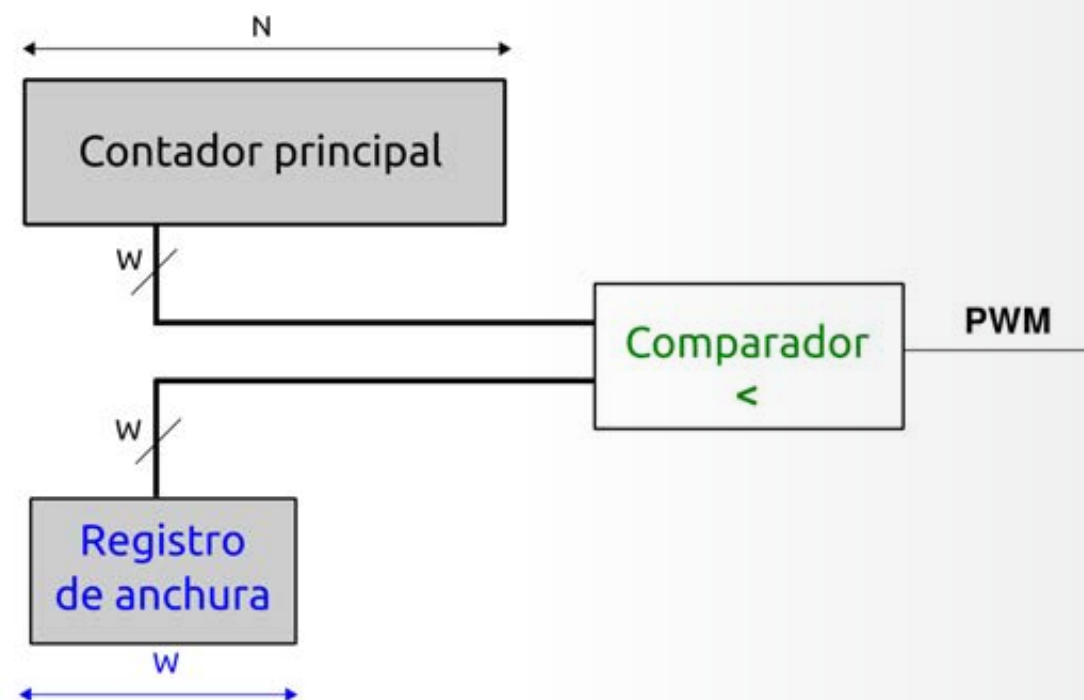 N
Contador principal
W
Comparador
<
PWM
W
Registro
de anchura
W